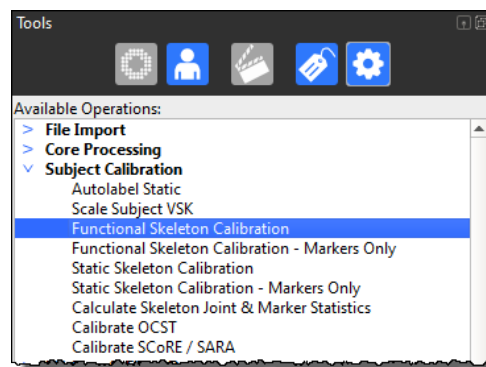 Tools
Available Operations:
> File Import
> Core Processing
˅ Subject Calibration
Autolabel Static
Scale Subject VSK
Functional Skeleton Calibration
Functional Skeleton Calibration - Markers Only
Static Skeleton Calibration
Static Skeleton Calibration - Markers Only
Calculate Skeleton Joint & Marker Statistics
Calibrate OCST
Calibrate SCoRE / SARA